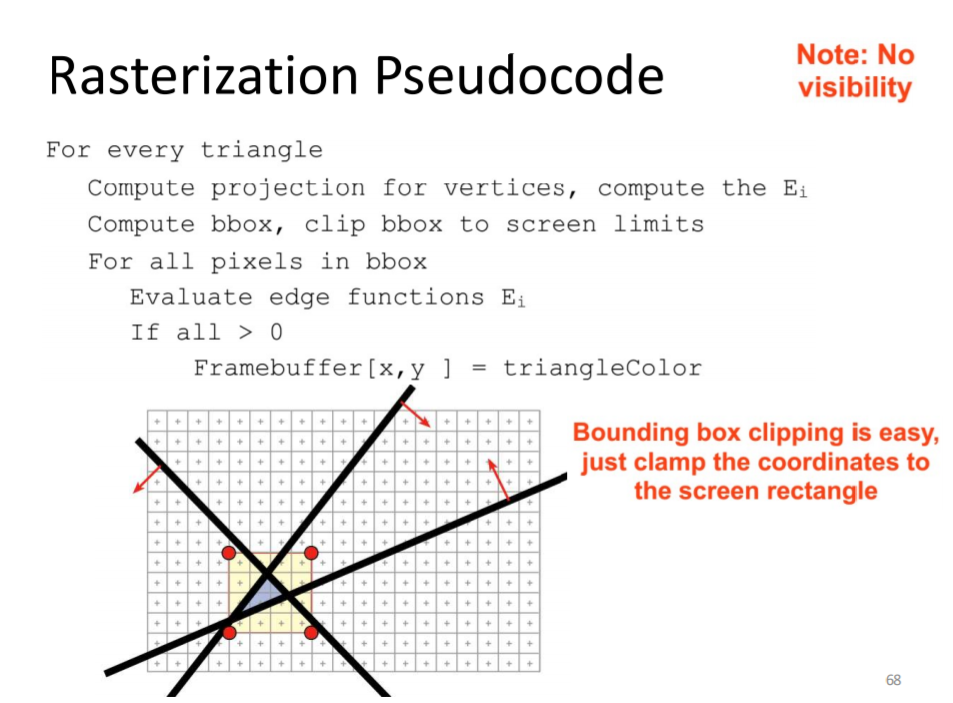 Rasterization Pseudocode
Note: No
visibility
For every triangle
Compute projection for vertices, compute the Eᵢ
Compute bbox, clip bbox to screen limits
For all pixels in bbox
Evaluate edge functions Eᵢ
If all > 0
Framebuffer[x,y ] = triangleColor
Bounding box clipping is easy,
just clamp the coordinates to
the screen rectangle
68